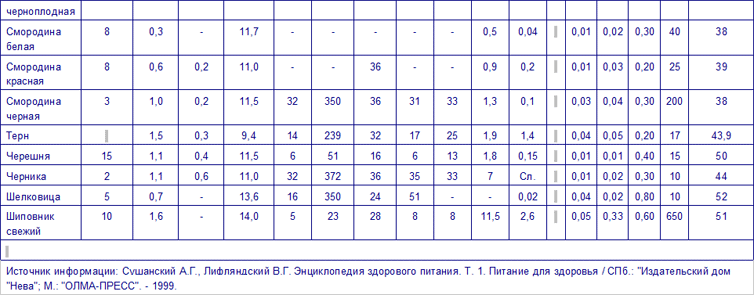 черноплодная
Смородина белая 8 0,3 - 11,7 - - - - - 0,5 0,04 0,01 0,02 0,30 40 38
Смородина красная 8 0,6 0,2 11,0 - - 36 - - 0,9 0,2 0,01 0,03 0,20 25 39
Смородина черная 3 1,0 0,2 11,5 32 350 36 31 33 1,3 0,1 0,03 0,04 0,30 200 38
Терн 1,5 0,3 9,4 14 239 32 17 25 1,9 1,4 0,04 0,05 0,20 17 43,9
Черешня 15 1,1 0,4 11,5 6 51 16 6 13 1,8 0,15 0,01 0,01 0,40 15 50
Черника 2 1,1 0,6 11,0 32 372 36 35 33 7 Сл. 0,01 0,02 0,30 10 44
Шелковица 5 0,7 - 13,6 16 350 24 51 - - 0,02 0,04 0,02 0,80 10 52
Шиповник свежий 10 1,6 - 14,0 5 23 28 8 8 11,5 2,6 0,05 0,33 0,60 650 51
Источник информации: Сушанский А.Г., Лифляндский В.Г. Энциклопедия здорового питания. Т. 1. Питание для здоровья / СПб.: "Издательский дом
"Нева"; М.: "ОЛМА-ПРЕСС". - 1999.